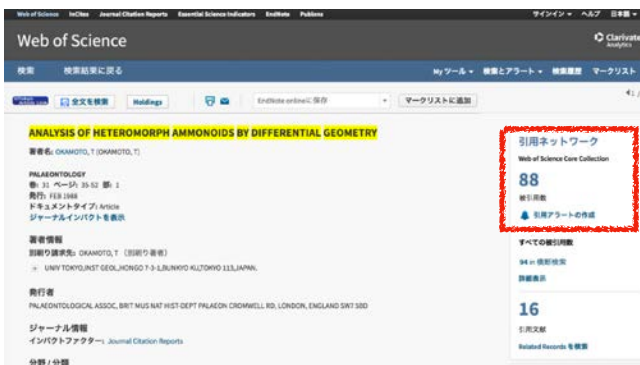 Web of Science InCites Journal Citation Reports Essential Science Indicators EndNote Publons サインイン ヘルプ 日本語
Web of Science
Clarivate
Analytics
検索 検索結果に戻る My ツール 検索とアラート 検索履歴 マークリスト
全文を検索 Holdings EndNote online に保存 マークリストに追加
ANALYSIS OF HETEROMORPH AMMONOIDS BY DIFFERENTIAL GEOMETRY
著者名: OKAMOTO, T (OKAMOTO, T)
PALAEONTOLOGY
巻: 31 ページ: 35-52 部: 1
発行: FEB 1988
ドキュメントタイプ: Article
ジャーナルインパクトを表示
著者情報
別刷り請求先: OKAMOTO, T (別刷り著者)
UNIV TOKYO,INST GEOL,HONGO 7-3-1,BUNKYO KU,TOKYO 113,JAPAN.
発行者
PALAEONTOLOGICAL ASSOC, BRIT MUS NAT HIST DEPT PALAEON CROMWELL RD, LONDON, ENGLAND SW7 5BD
ジャーナル情報
インパクトファクター: Journal Citation Reports
分野 / 分類
引用ネットワーク
Web of Science Core Collection
88
被引用数
引用アラートの作成
すべての被引用数
94 in 横断検索
詳細表示
16
引用文献
Related Records を検索